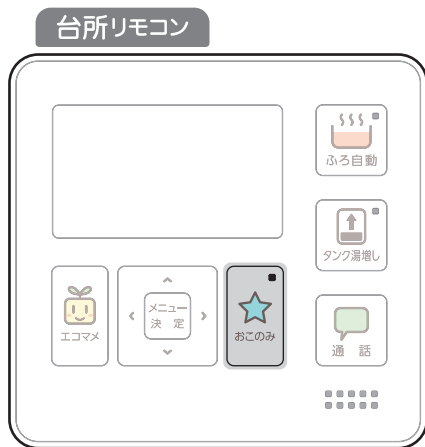 台所リモコン
ふろ自動
タンク湯増し
エコマメ
メニュー
決 定
おこのみ
通 話